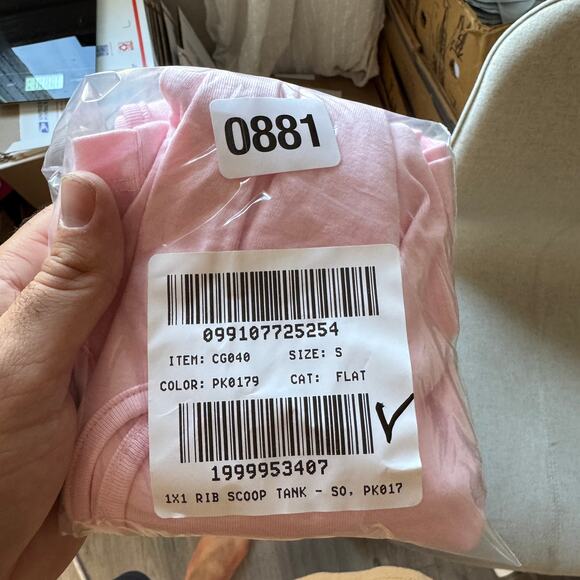 0881
099107725254
ITEM: CG040 SIZE: S
COLOR: PK0179 CAT: FLAT
1999953407
1X1 RIB SCOOP TANK - SO, PK017